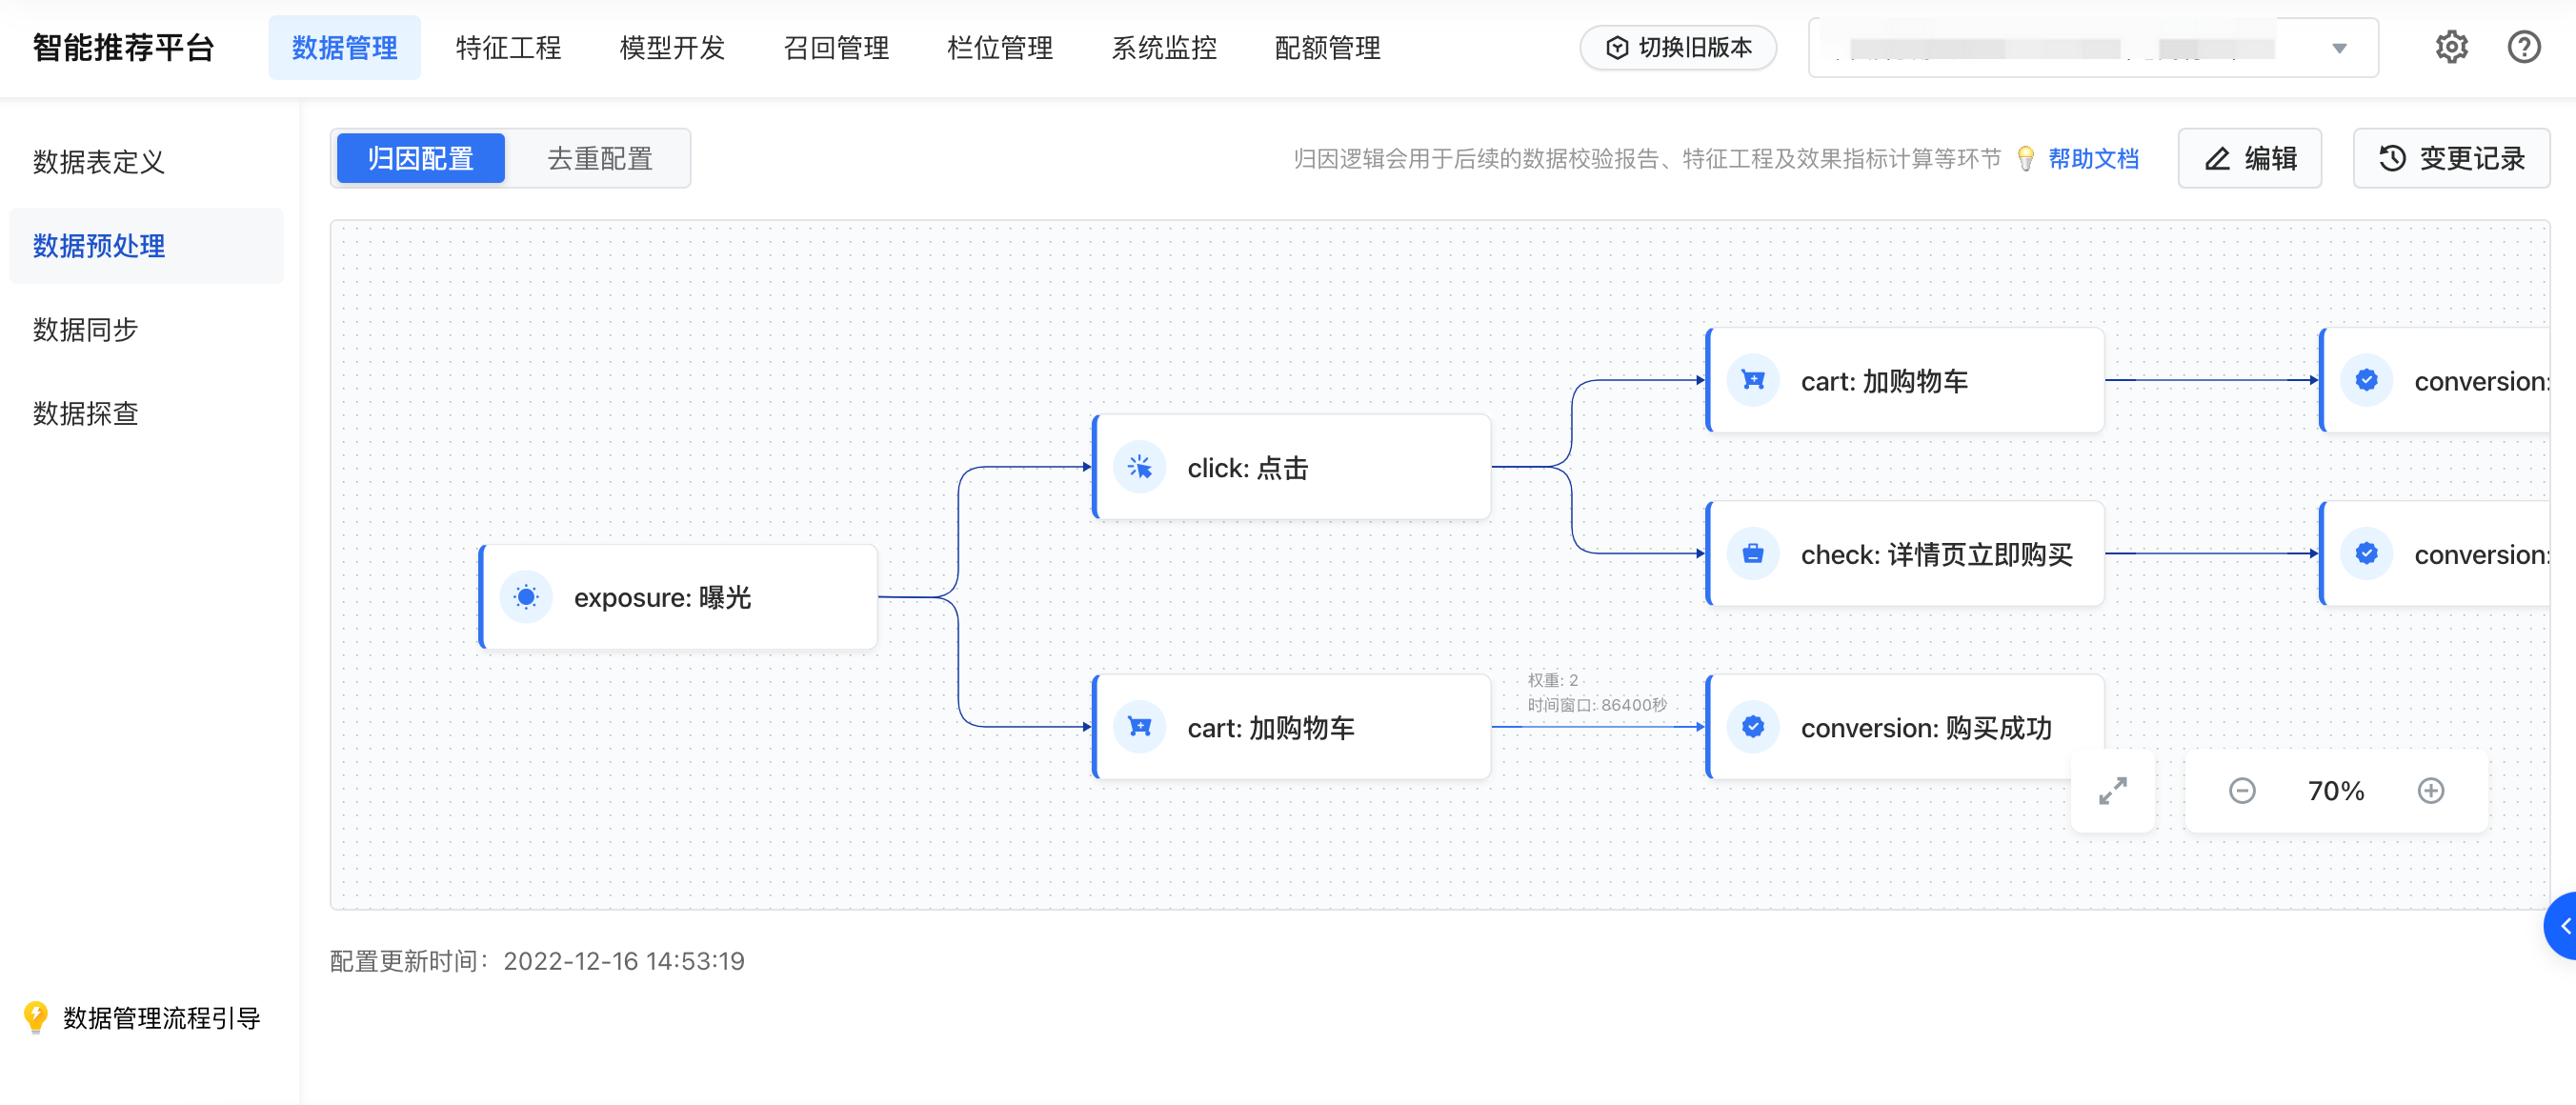 智能推荐平台
数据管理
特征工程
模型开发
召回管理
栏位管理
系统监控
配额管理
切换旧版本
数据表定义
数据预处理
数据同步
数据探查
数据管理流程引导
归因配置
去重配置
归因逻辑会用于后续的数据校验报告、特征工程及效果指标计算等环节
帮助文档
编辑
变更记录
exposure: 曝光
click: 点击
cart: 加购物车
cart: 加购物车
check: 详情页立即购买
权重: 2
时间窗口: 86400秒
conversion: 购买成功
conversion:
conversion:
70%
配置更新时间：2022-12-16 14:53:19